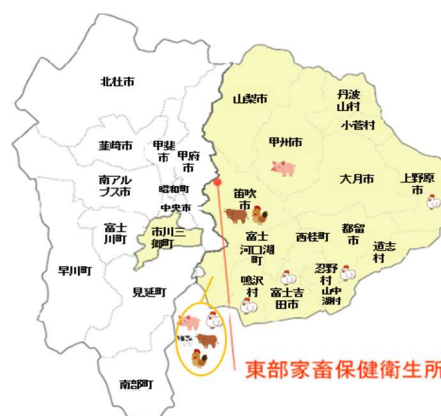 北杜市
山梨市
丹波
山村
小菅村
韮崎市
甲斐
市
甲府
市
甲州市
南アル
プス市
昭和町
中央市
笛吹
市
大月市
上野原
市
富士
川町
市川三
郷町
富士
河口湖
町
西桂町
都留
市
道志
村
早川町
身延町
鳴沢
村
富士吉
田市
忍野
村
山中
湖村
南部町
東部家畜保健衛生所